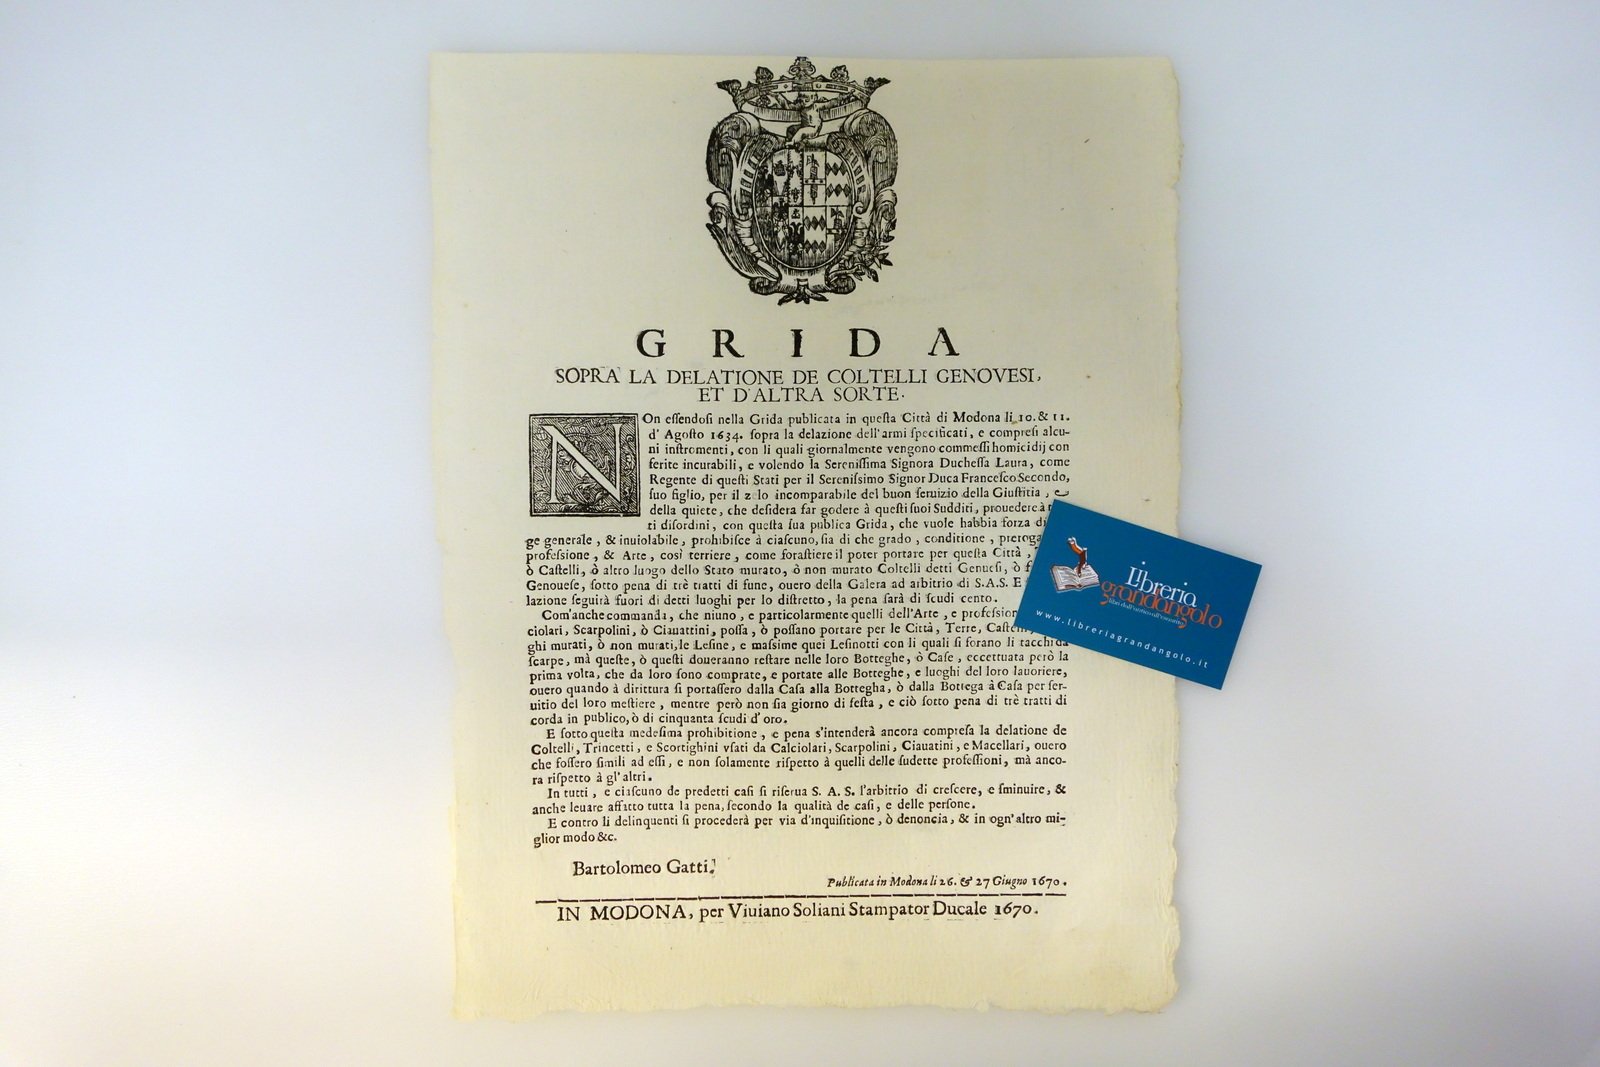 GRIDA
SOPRA LA DELATIONE DE COLTELLI GENOVESI,
ET D'ALTRA SORTE.
NOn eſſendoſi nella Grida publicata in queſta Città di Modona li 10. & 11.
d' Agoſto 1634. ſopra la delazione dell'armi ſpecificati, e compreſi alcu-
ni inſtromenti, con li quali giornalmente vengono commeſſi homicidij con
ferite incurabili, e volendo la Sereniſſima Signora Ducheſſa Laura, come
Regente di queſti Stati per il Sereniſsimo Signor Duca Franceſco Secondo,
ſuo figlio, per il zelo incomparabile del buon ſeruizio della Giuſtitia, &
della quiete, che deſidera far godere à queſti ſuoi Sudditi, prouedere à
ti diſordini, con queſta ſua publica Grida, che vuole habbia forza di
ge generale, & inuiolabile, prohibiſce à ciaſcuno, ſia di che grado, conditione,
profeſsione, & Arte, così terriere, come foraſtiere il poter portare per queſta Città,
ò Caſtelli, ò altro luogo dello Stato murato, ò non murato Coltelli detti Genueſi, ò
Genoueſe, ſotto pena di trè tratti di fune, ouero della Galera ad arbitrio di S.A.S. E
lazione ſeguirà fuori di detti luoghi per lo diſtretto, la pena ſarà di ſcudi cento.
Com'anche commanda, che niuno, e particolarmente quelli dell'Arte, e
ciolari, Scarpolini, ò Ciauattini, poſſa, ò poſſano portare per le Città, Terre,
ghi murati, ò non murati, le Leſine, e maſſime quei Leſinotti con li quali ſi forano li tacchi da
ſcarpe, mà queſte, ò queſti doueranno reſtare nelle loro Botteghe, ò Caſe, eccettuata però la
prima volta, che da loro ſono comprate, e portate alle Botteghe, e luoghi del loro lauoriere,
ouero quando à dirittura ſi portaſſero dalla Caſa alla Bottegha, ò dalla Bottega à Caſa per ſer-
uitio del loro meſtiere, mentre però non ſia giorno di feſta, e ciò ſotto pena di trè tratti di
corda in publico, ò di cinquanta ſcudi d'oro.
E ſotto queſta medeſima prohibitione, e pena s'intenderà ancora compreſa la delatione de
Coltelli, Trincetti, e Scortighini vſati da Calciolari, Scarpolini, Ciauatini, e Macellari, ouero
che foſſero ſimili ad eſſi, e non ſolamente riſpetto à quelli delle ſudette profeſſioni, mà anco-
ra riſpetto à gl'altri.
In tutti, e ciaſcuno de predetti caſi ſi riſerua S. A. S. l'arbitrio di creſcere, e ſminuire, &
anche leuare affatto tutta la pena, ſecondo la qualità de caſi, e delle perſone.
E contro li delinquenti ſi procederà per via d'inquiſitione, ò denoncia, & in ogn'altro mi-
glior modo &c.
Bartolomeo Gatti.
Publicata in Modona li 26. & 27 Giugno 1670.
IN MODONA, per Viuiano Soliani Stampator Ducale 1670.
Libreria
grandangolo
www.libreriagrandangolo.it